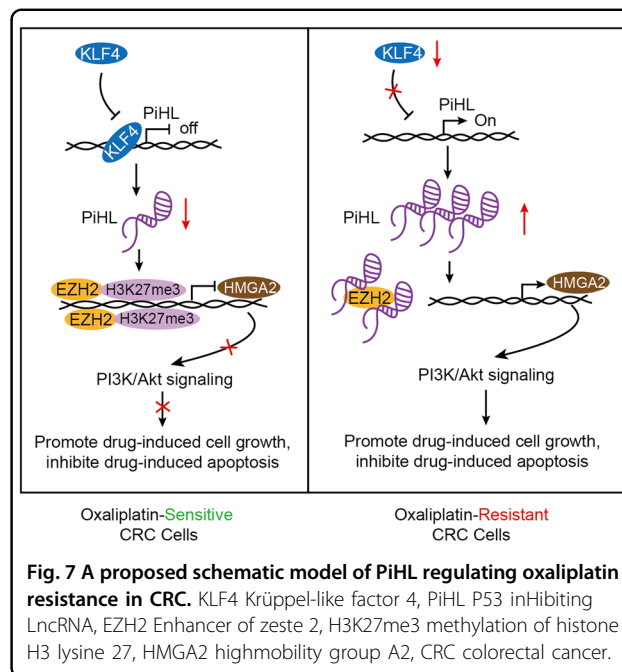 KLF4
PiHL
off
KLF4
PiHL
EZH2 H3K27me3 HMGA2
EZH2 H3K27me3
PI3K/Akt signaling
Promote drug-induced cell growth,
inhibite drug-induced apoptosis
Oxaliplatin-Sensitive
CRC Cells
KLF4
PiHL
On
PiHL
EZH2
HMGA2
PI3K/Akt signaling
Promote drug-induced cell growth,
inhibite drug-induced apoptosis
Oxaliplatin-Resistant
CRC Cells
Fig. 7 A proposed schematic model of PiHL regulating oxaliplatin
resistance in CRC. KLF4 Krüppel-like factor 4, PiHL P53 inHibiting
LncRNA, EZH2 Enhancer of zeste 2, H3K27me3 methylation of histone
H3 lysine 27, HMGA2 highmobility group A2, CRC colorectal cancer.